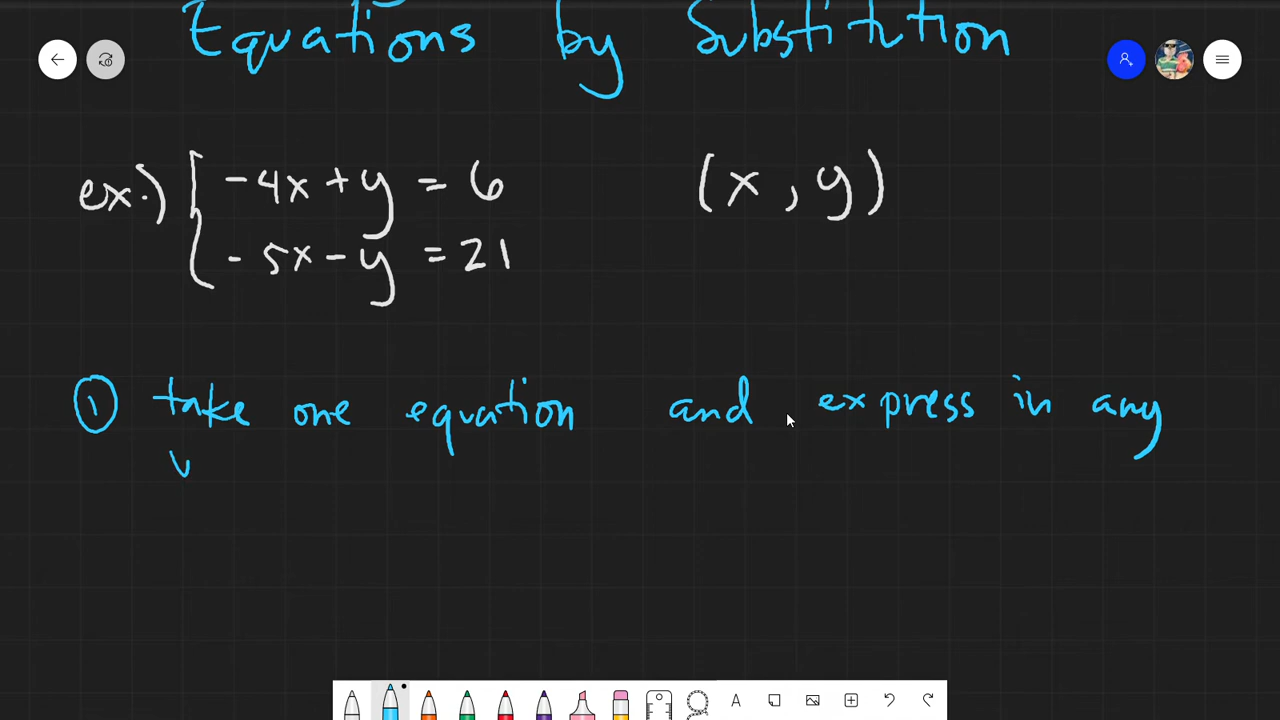 Equations by Substitution
ex.) { -4x + y = 6 (x, y)
-5x - y = 21
① take one equation and express in any
v